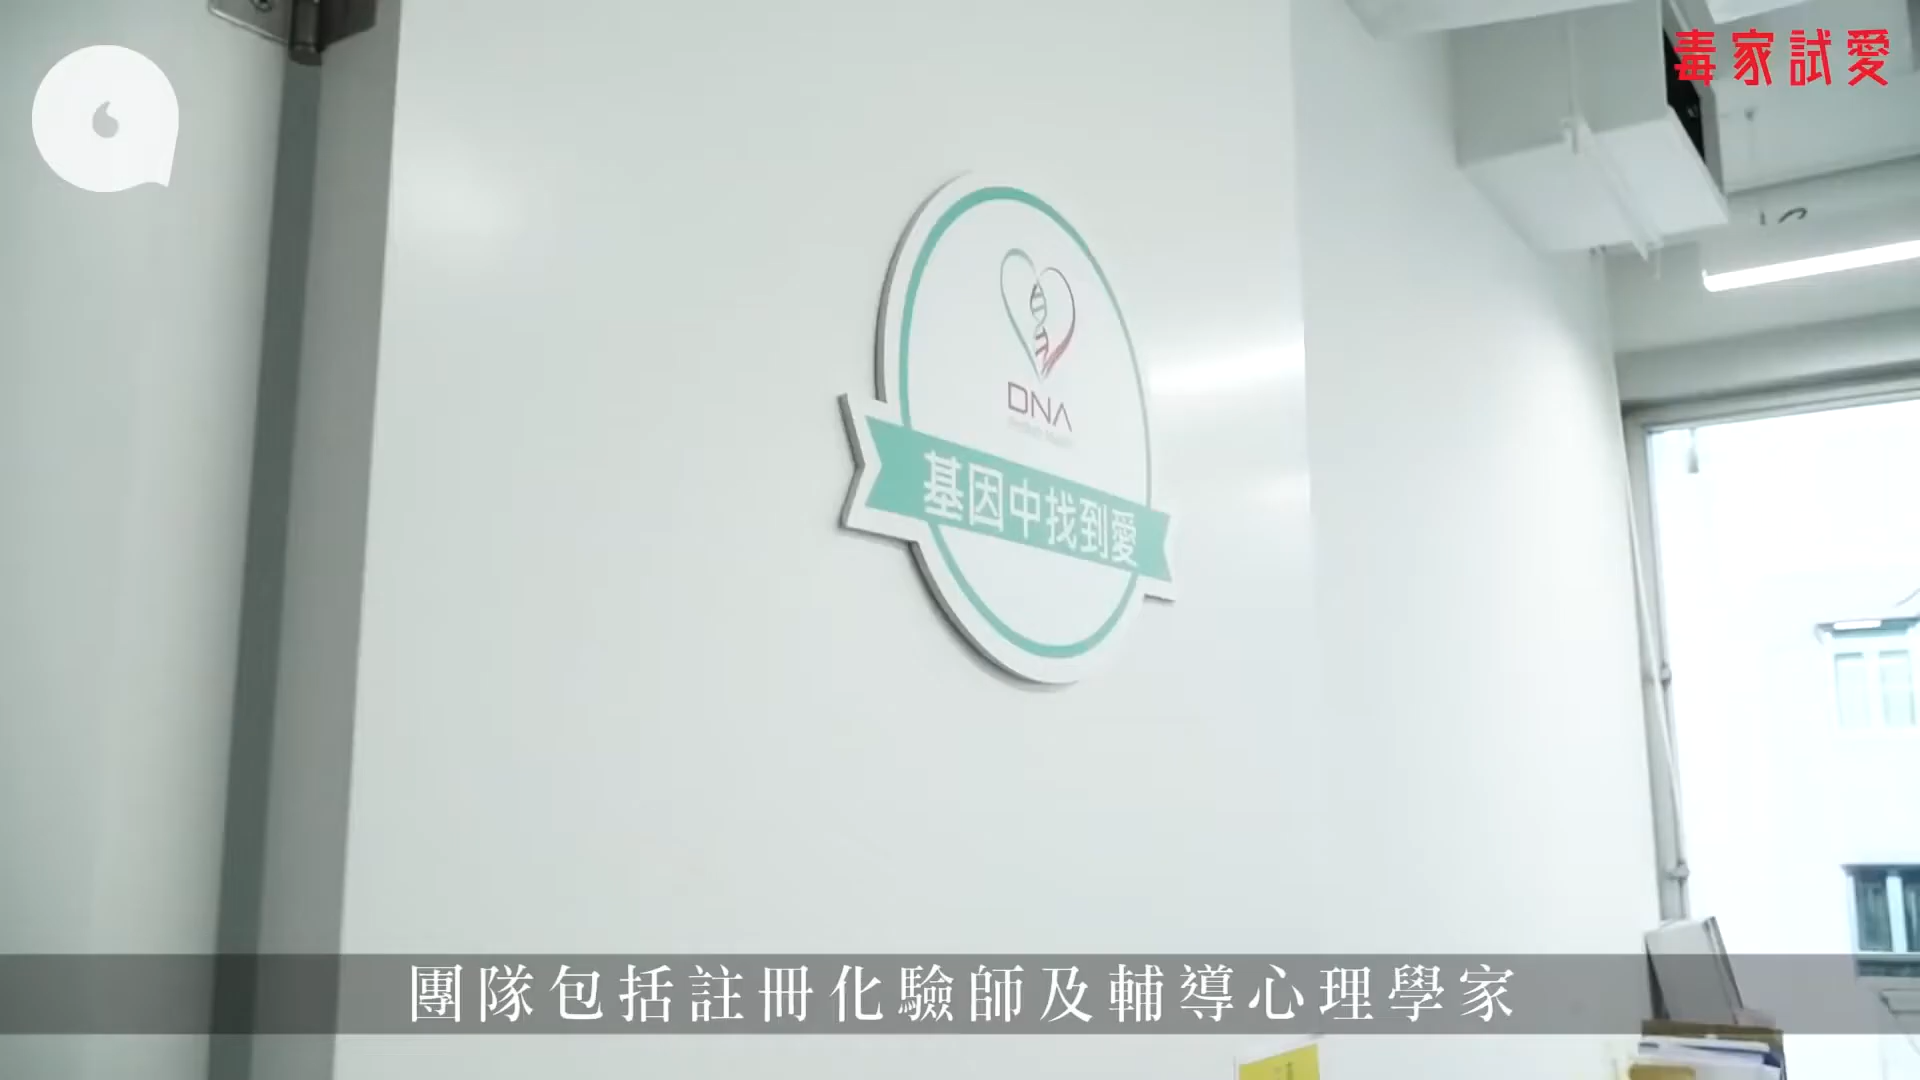 毒家試愛
DNA
基因中找到愛
團隊包括註冊化驗師及輔導心理學家